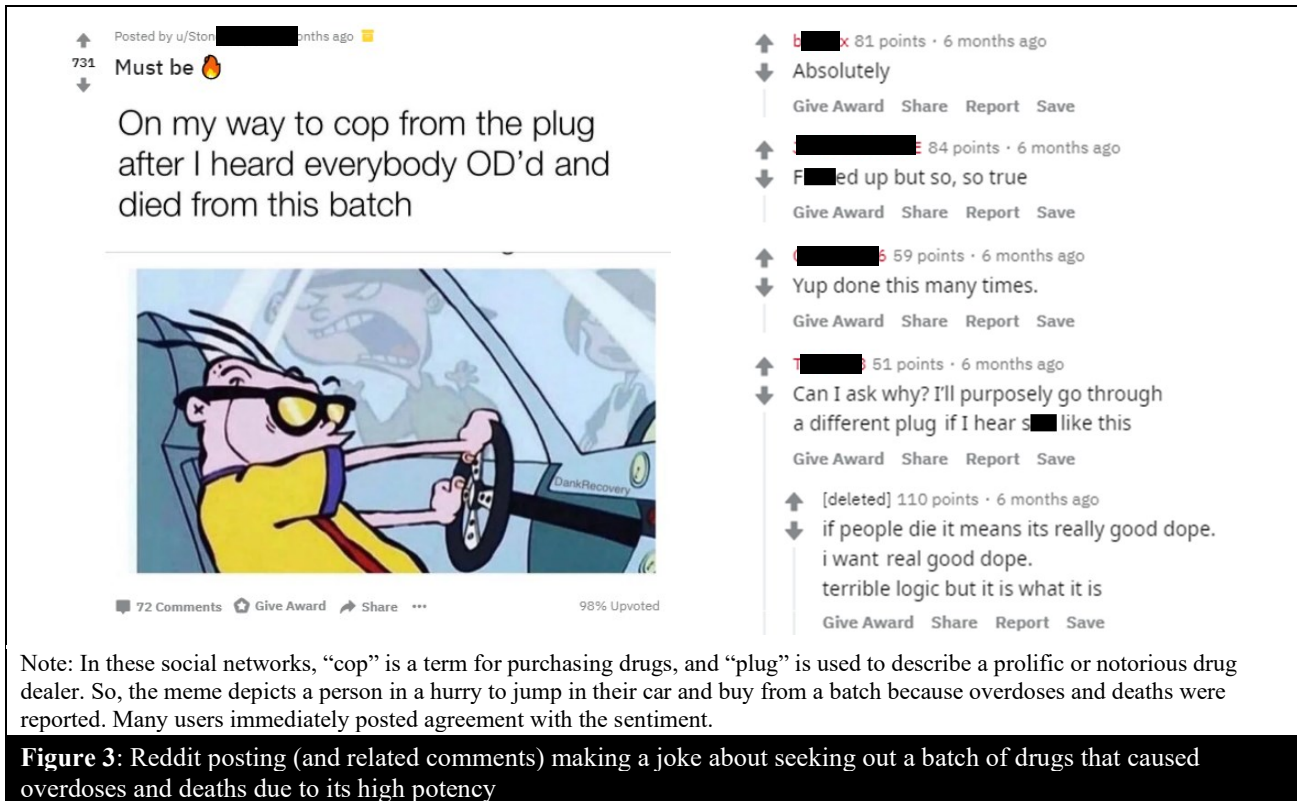 Posted by u/Ston onths ago
731
Must be 🔥
On my way to cop from the plug
after I heard everybody OD’d and
died from this batch
DankRecovery
72 Comments Give Award Share ···
98% Upvoted
b x 81 points · 6 months ago
Absolutely
Give Award Share Report Save
E 84 points · 6 months ago
F ed up but so, so true
Give Award Share Report Save
6 59 points · 6 months ago
Yup done this many times.
Give Award Share Report Save
T 3 51 points · 6 months ago
Can I ask why? I’ll purposely go through
a different plug if I hear s like this
Give Award Share Report Save
[deleted] 110 points · 6 months ago
if people die it means its really good dope.
i want real good dope.
terrible logic but it is what it is
Give Award Share Report Save
Note: In these social networks, “cop” is a term for purchasing drugs, and “plug” is used to describe a prolific or notorious drug
dealer. So, the meme depicts a person in a hurry to jump in their car and buy from a batch because overdoses and deaths were
reported. Many users immediately posted agreement with the sentiment.
Figure 3: Reddit posting (and related comments) making a joke about seeking out a batch of drugs that caused
overdoses and deaths due to its high potency